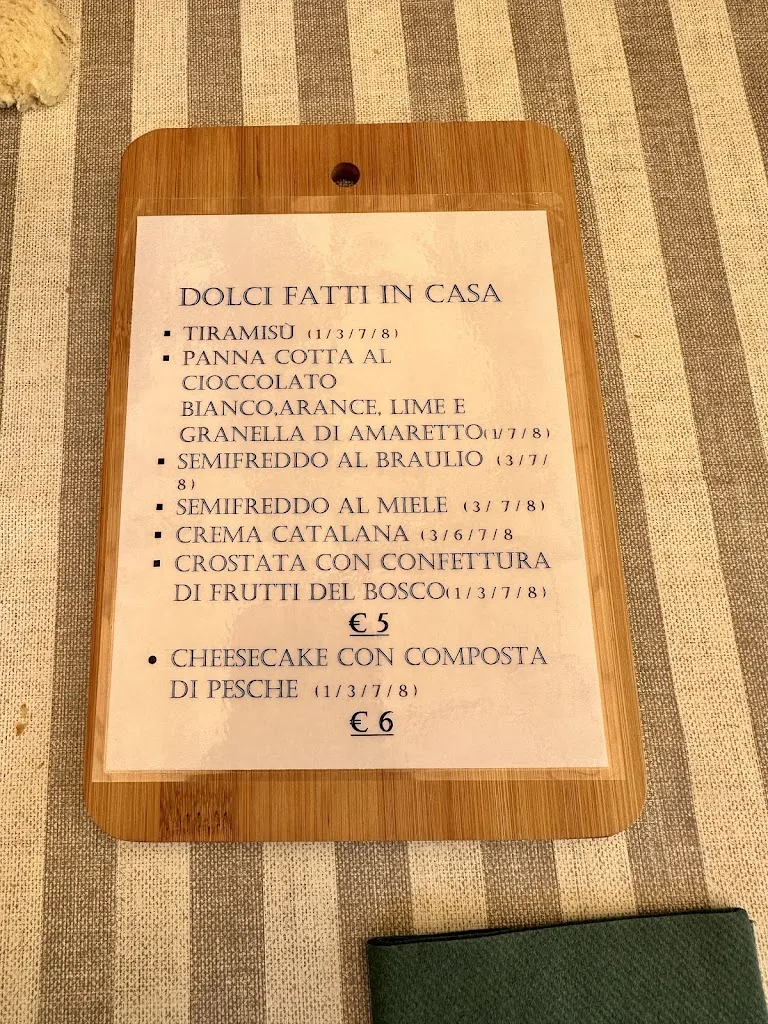 DOLCI FATTI IN CASA
▪ TIRAMISÙ (1/3/7/8)
▪ PANNA COTTA AL
CIOCCOLATO
BIANCO,ARANCE, LIME E
GRANELLA DI AMARETTO(1/7/8)
▪ SEMIFREDDO AL BRAULIO (3/7/
8)
▪ SEMIFREDDO AL MIELE (3/ 7/8)
▪ CREMA CATALANA (3/6/7/8
▪ CROSTATA CON CONFETTURA
DI FRUTTI DEL BOSCO(1/3/7/8)
€ 5
• CHEESECAKE CON COMPOSTA
DI PESCHE (1/3/7/8)
€ 6